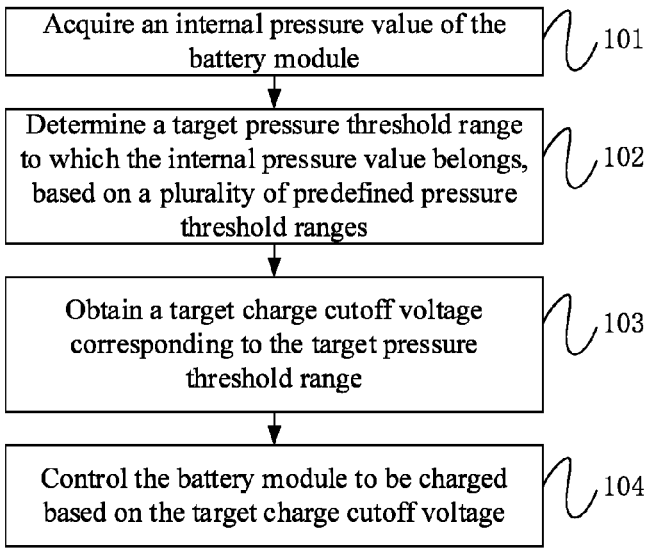 Acquire an internal pressure value of the
battery module
101
Determine a target pressure threshold range
to which the internal pressure value belongs,
based on a plurality of predefined pressure
threshold ranges
102
Obtain a target charge cutoff voltage
corresponding to the target pressure
threshold range
103
Control the battery module to be charged
based on the target charge cutoff voltage
104